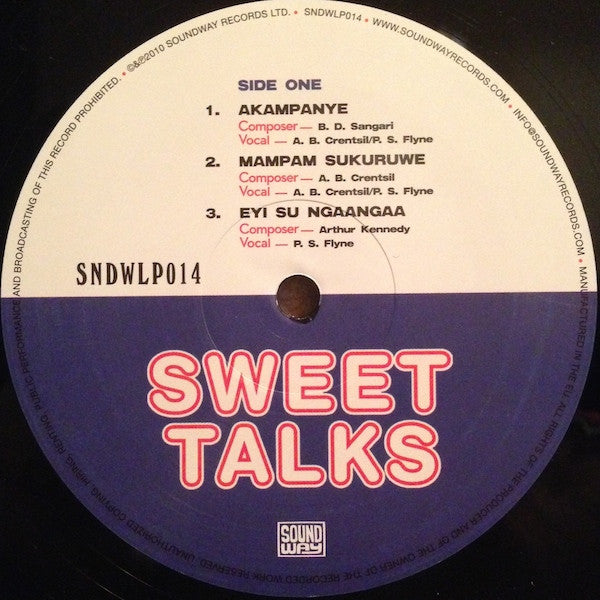 SIDE ONE
1. AKAMPANYE
Composer — B. D. Sangari
Vocal — A. B. Crentsil/P. S. Flyne
2. MAMPAM SUKURUWE
Composer — A. B. Crentsil
Vocal — A. B. Crentsil/P. S. Flyne
3. EYI SU NGAANGAA
Composer — Arthur Kennedy
Vocal — P. S. Flyne
SNDWLP014
SWEET
TALKS
SOUND
WAY
©&℗2010 SOUNDWAY RECORDS LTD. • SNDWLP014 • WWW.SOUNDWAYRECORDS.COM • INFO@SOUNDWAYRECORDS.COM • MANUFACTURED IN THE EU. ALL RIGHTS OF THE PRODUCER AND OF THE OWNER OF THE RECORDED WORK RESERVED. UNAUTHORIZED COPYING, HIRING, RENTING, PUBLIC PERFORMANCE AND BROADCASTING OF THIS RECORD PROHIBITED. •